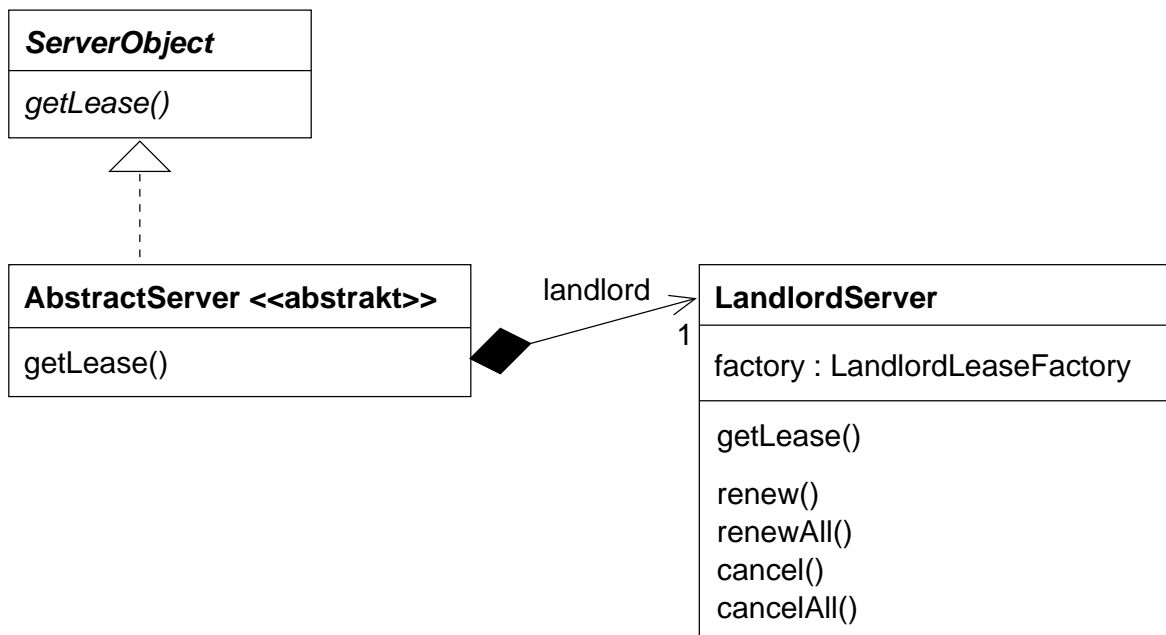 ServerObject
getLease()
AbstractServer <<abstrakt>>
getLease()
landlord
1
LandlordServer
factory : LandlordLeaseFactory
getLease()
renew()
renewAll()
cancel()
cancelAll()